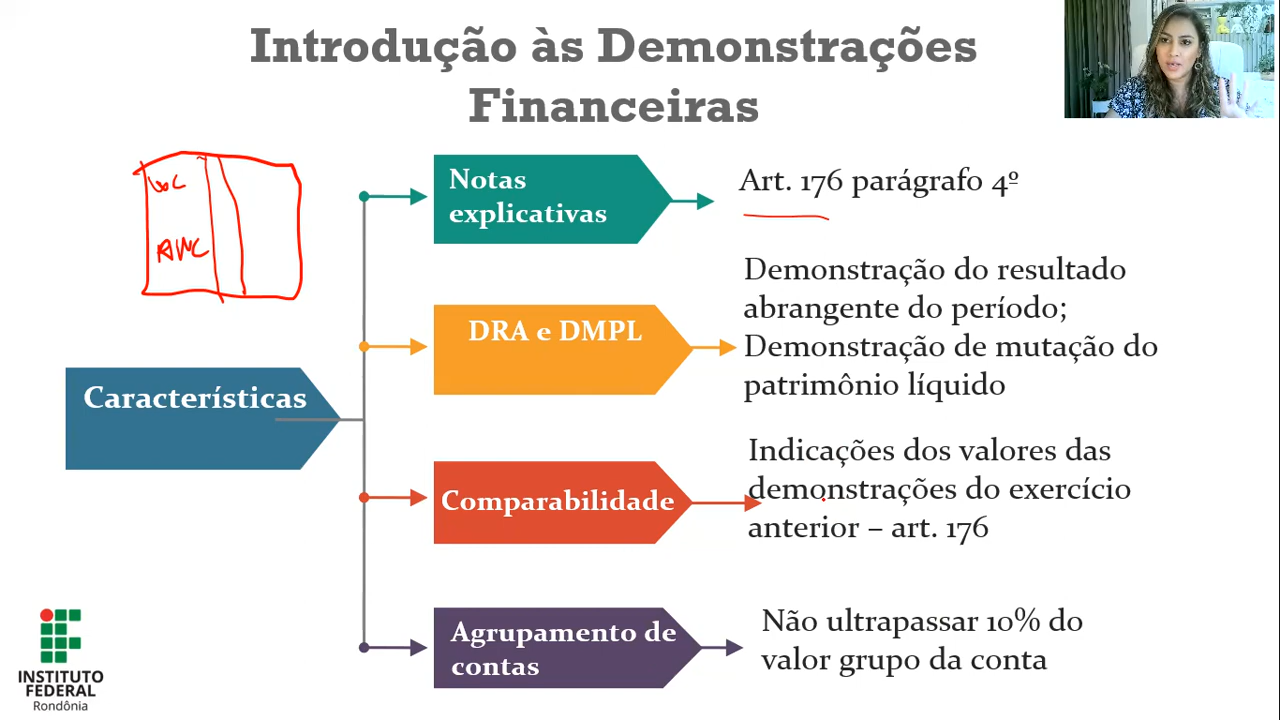 Introdução às Demonstrações
Financeiras
Notas
explicativas
Art. 176 parágrafo 4º
DRA e DMPL
Demonstração do resultado
abrangente do período;
Demonstração de mutação do
patrimônio líquido
Características
Comparabilidade
Indicações dos valores das
demonstrações do exercício
anterior – art. 176
Agrupamento de
contas
Não ultrapassar 10% do
valor grupo da conta
INSTITUTO
FEDERAL
Rondônia